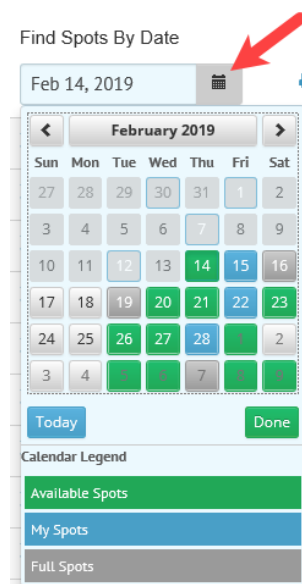 Find Spots By Date
Feb 14, 2019
February 2019
Sun Mon Tue Wed Thu Fri Sat
27 28 29 30 31 1 2
3 4 5 6 7 8 9
10 11 12 13 14 15 16
17 18 19 20 21 22 23
24 25 26 27 28 1 2
3 4 5 6 7 8 9
Today Done
Calendar Legend
Available Spots
My Spots
Full Spots